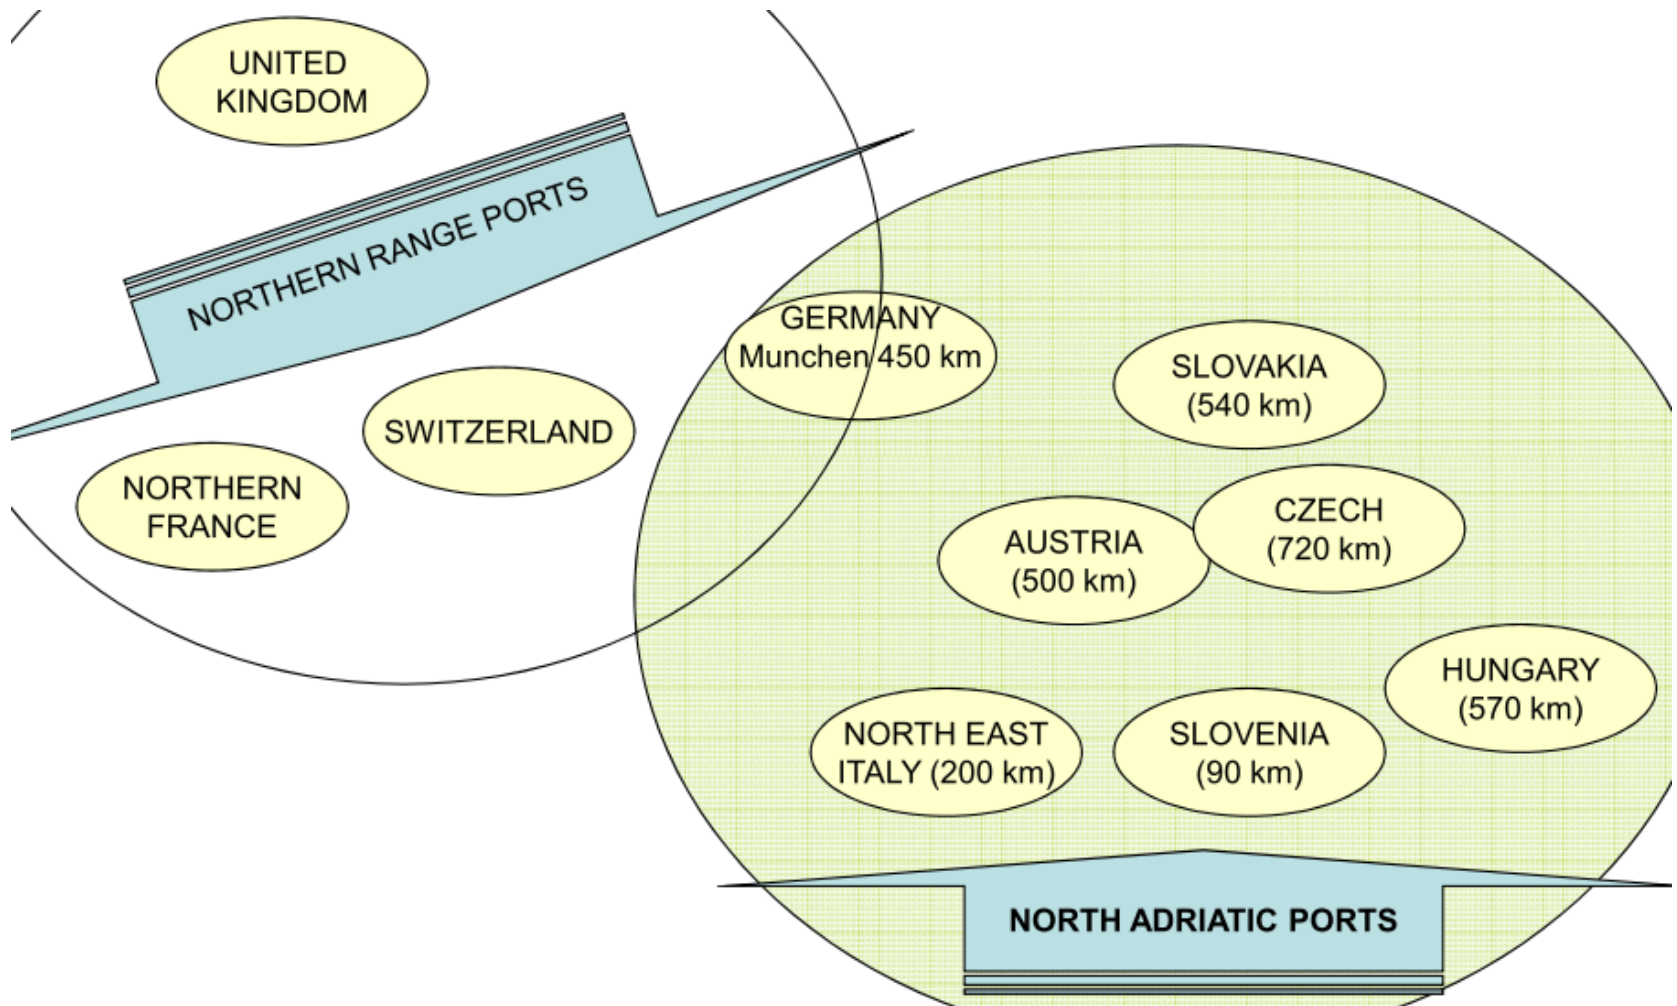 UNITED
KINGDOM
NORTHERN RANGE PORTS
GERMANY
Munchen 450 km
SLOVAKIA
(540 km)
SWITZERLAND
NORTHERN
FRANCE
CZECH
(720 km)
AUSTRIA
(500 km)
HUNGARY
(570 km)
NORTH EAST
ITALY (200 km)
SLOVENIA
(90 km)
NORTH ADRIATIC PORTS